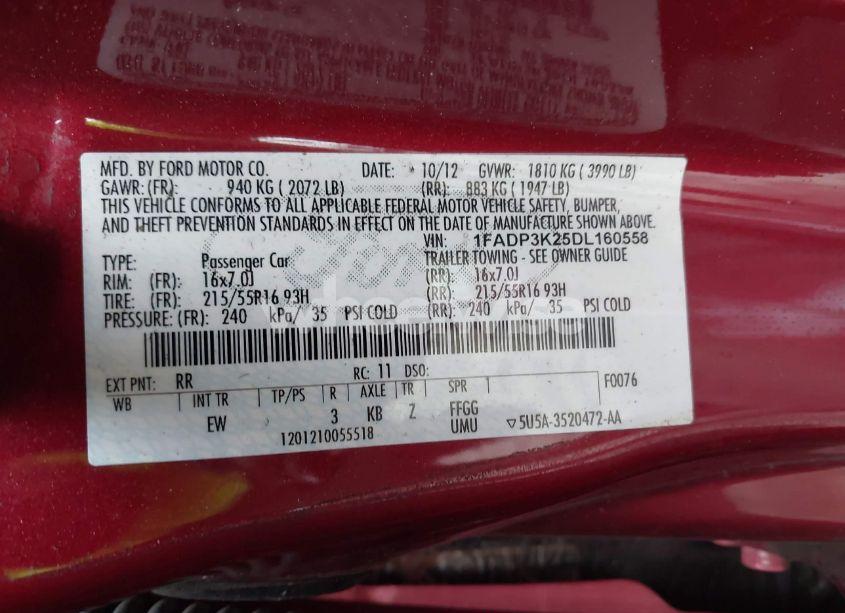 MFD. BY FORD MOTOR CO. DATE: * 10/12 GVWR: 1810 KG ( 3990 LB)
GAWR: (FR): 940 KG ( 2072 LB) (RR): 883 KG ( 1947 LB)
THIS VEHICLE CONFORMS TO ALL APPLICABLE FEDERAL MOTOR VEHICLE SAFETY, BUMPER,
AND THEFT PREVENTION STANDARDS IN EFFECT ON THE DATE OF MANUFACTURE SHOWN ABOVE.
VIN: 1FADP3K25DL160558
TYPE: Passenger Car TRAILER TOWING - SEE OWNER GUIDE
RIM: (FR): 16x7.0J (RR): 16x7.0J
TIRE: (FR): 215/55R16 93H (RR): 215/55R16 93H
PRESSURE: (FR): 240 kPa/ 35 PSI COLD (RR): 240 kPa/ 35 PSI COLD
EXT PNT: RR RC: 11 DSO: F0076
WB INT TR TP/PS R AXLE TR SPR
EW 3 KB Z FFGG
UMU ▽5U5A-3520472-AA
1201210055518